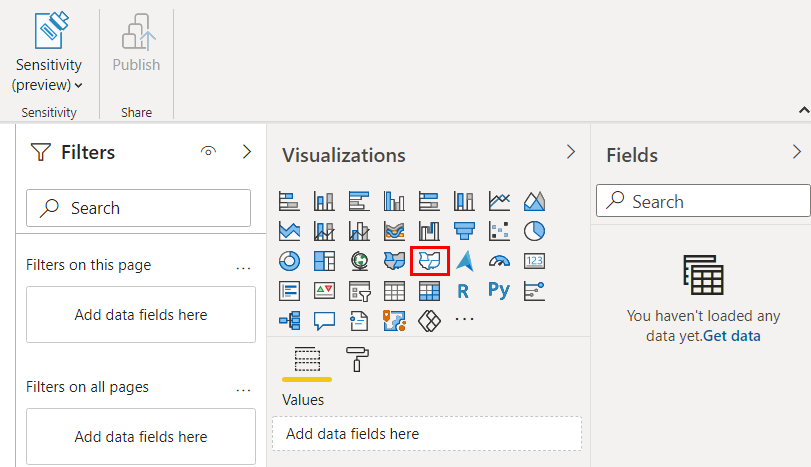 Sensitivity
(preview)
Sensitivity
Publish
Share
Filters
Search
Filters on this page
...
Add data fields here
Filters on all pages
...
Add data fields here
Visualizations
123
R
Py
...
Values
Add data fields here
Fields
Search
You haven't loaded any
data yet.Get data